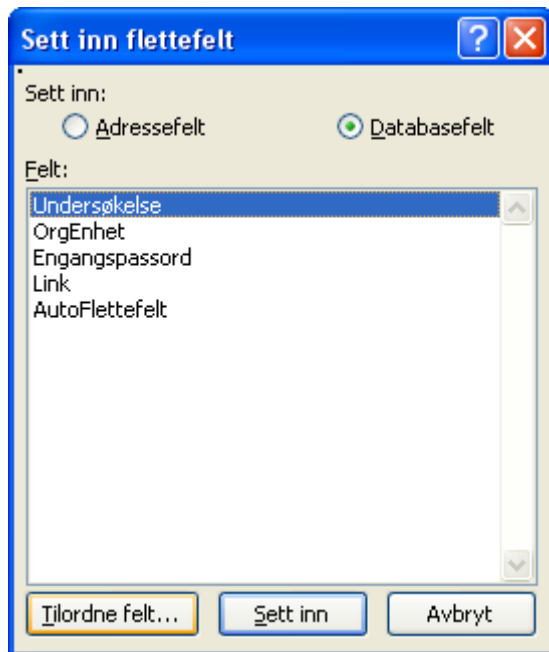 Sett inn flettefelt
Sett inn:
Adressefelt Databasefelt
Felt:
Undersøkelse
OrgEnhet
Engangspassord
Link
AutoFlettefelt
Tilordne felt... Sett inn Avbryt